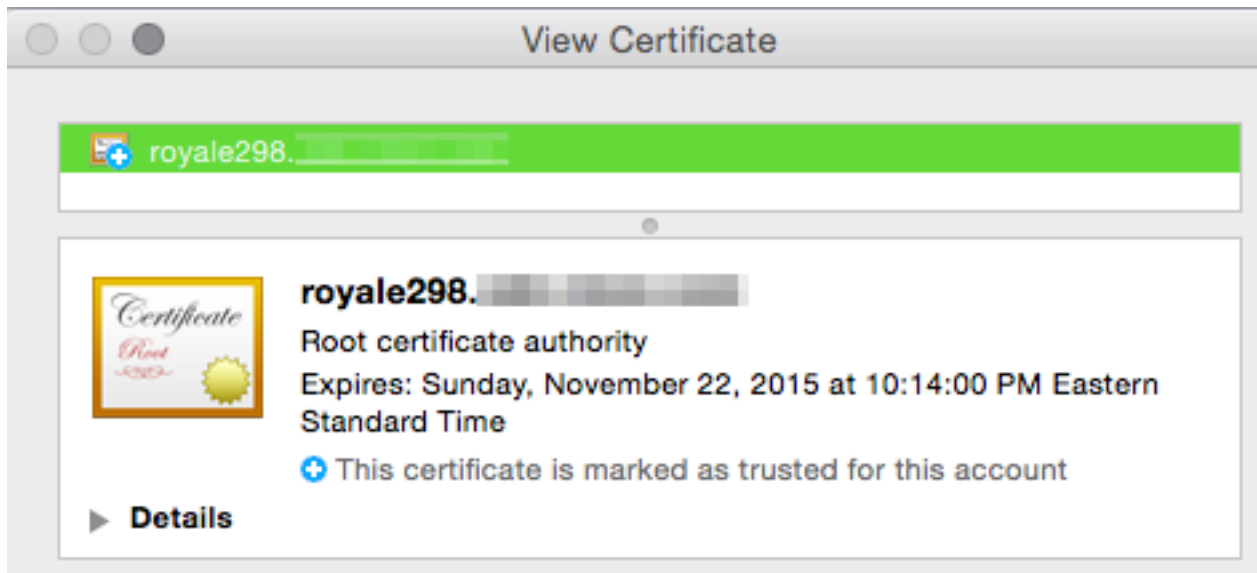 View Certificate
royale298.
royale298.
Certificate
Root
Root certificate authority
Expires: Sunday, November 22, 2015 at 10:14:00 PM Eastern
Standard Time
This certificate is marked as trusted for this account
Details